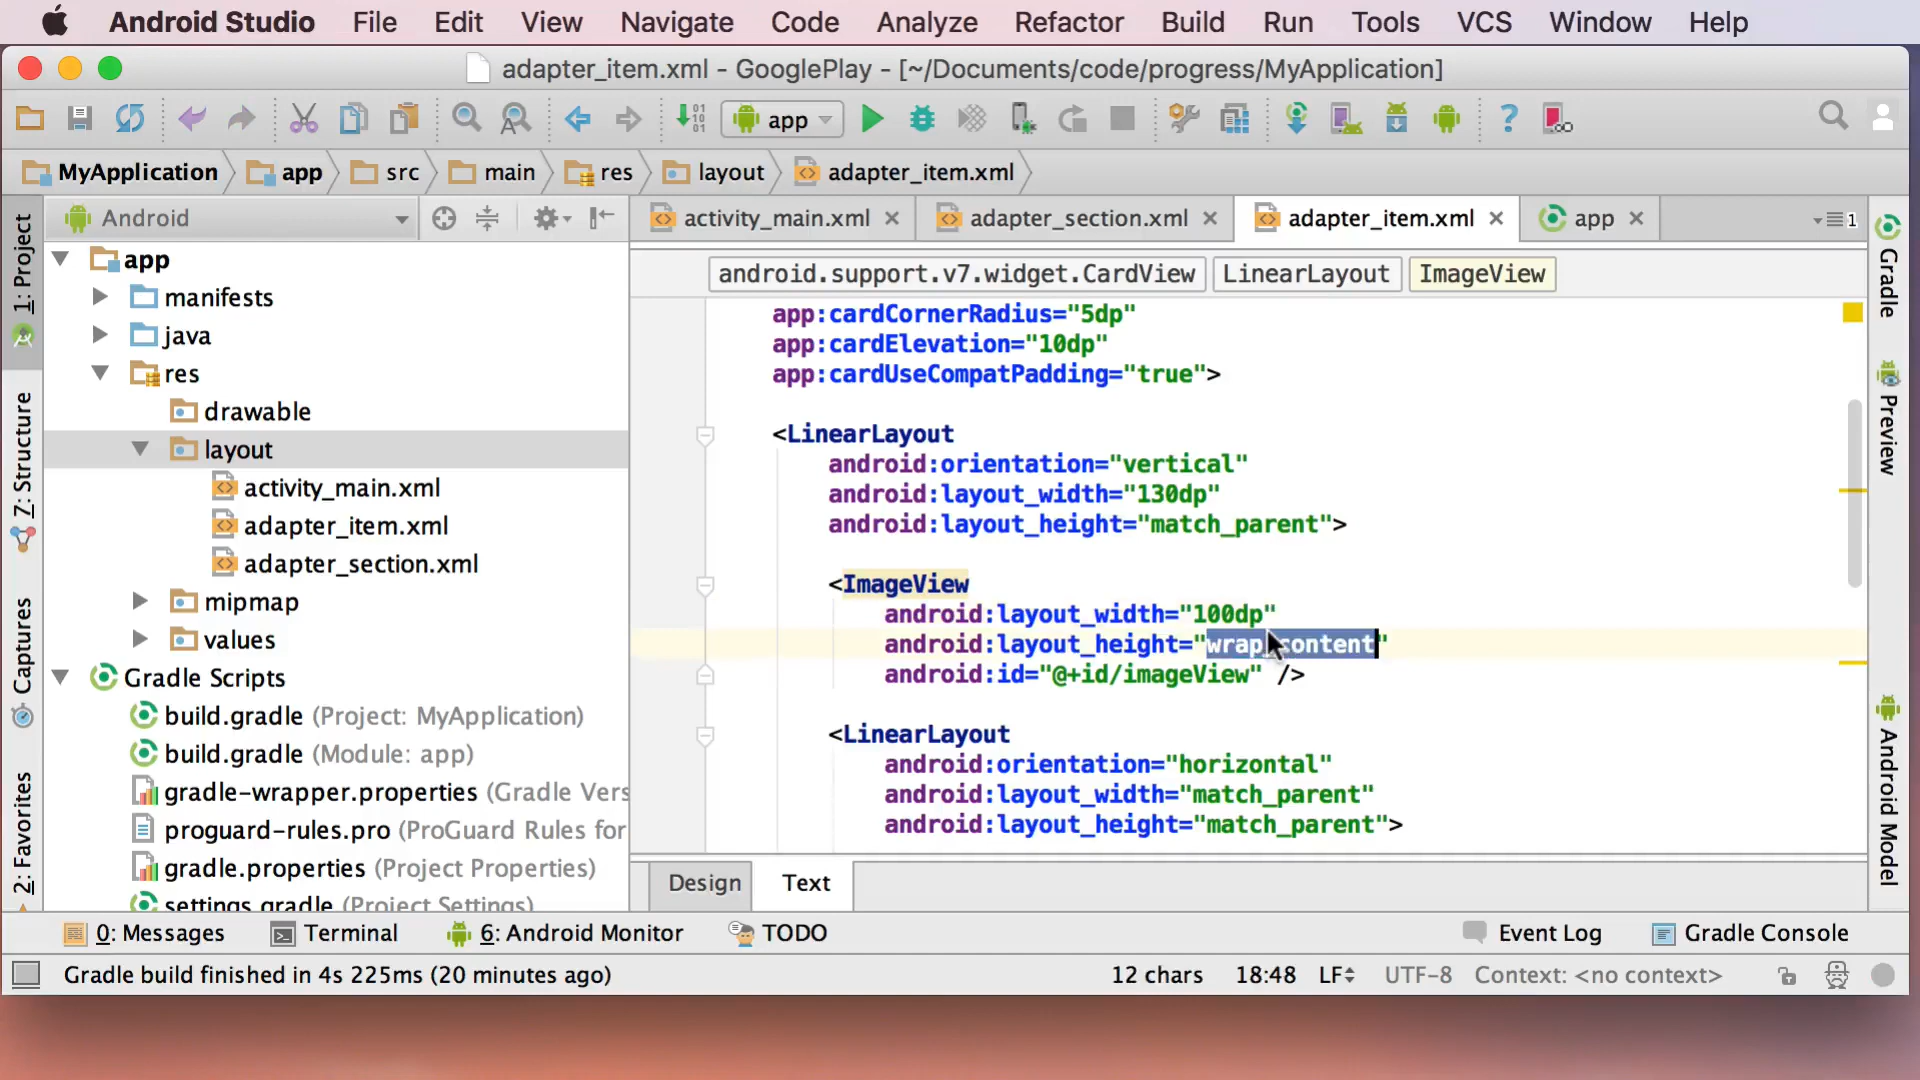 Android Studio File Edit View Navigate Code Analyze Refactor Build Run Tools VCS Window Help
adapter_item.xml - GooglePlay - [~/Documents/code/progress/MyApplication]
app
MyApplication app src main res layout adapter_item.xml
1: Project
7: Structure
Captures
2: Favorites
Android
app
manifests
java
res
drawable
layout
activity_main.xml
adapter_item.xml
adapter_section.xml
mipmap
values
Gradle Scripts
build.gradle (Project: MyApplication)
build.gradle (Module: app)
gradle-wrapper.properties (Gradle Vers
proguard-rules.pro (ProGuard Rules for
gradle.properties (Project Properties)
settings.gradle (Project Settings)
activity_main.xml adapter_section.xml adapter_item.xml app 1
android.support.v7.widget.CardView LinearLayout ImageView
app:cardCornerRadius="5dp"
app:cardElevation="10dp"
app:cardUseCompatPadding="true">
<LinearLayout
android:orientation="vertical"
android:layout_width="130dp"
android:layout_height="match_parent">
<ImageView
android:layout_width="100dp"
android:layout_height="wrap_content"
android:id="@+id/imageView" />
<LinearLayout
android:orientation="horizontal"
android:layout_width="match_parent"
android:layout_height="match_parent">
Design Text
Gradle
Preview
Android Model
0: Messages Terminal 6: Android Monitor TODO Event Log Gradle Console
Gradle build finished in 4s 225ms (20 minutes ago) 12 chars 18:48 LF UTF-8 Context: <no context>